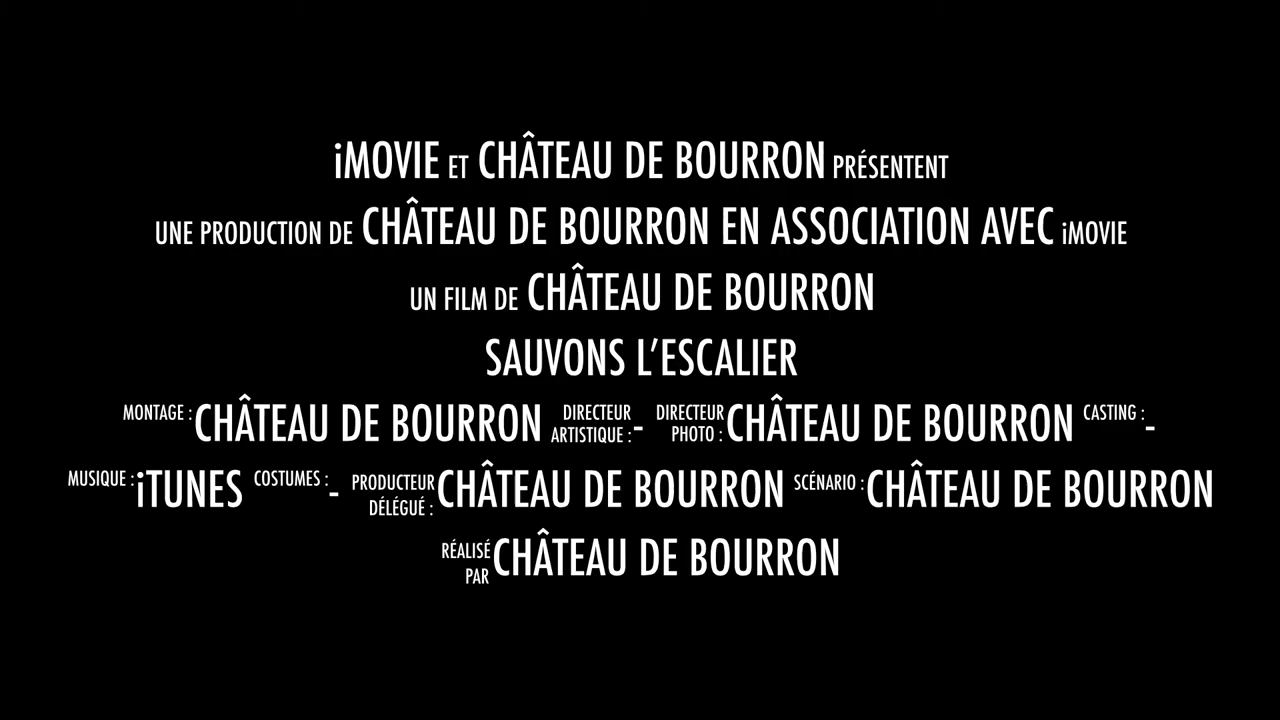 iMOVIE ET CHÂTEAU DE BOURRON PRÉSENTENT
UNE PRODUCTION DE CHÂTEAU DE BOURRON EN ASSOCIATION AVEC iMOVIE
UN FILM DE CHÂTEAU DE BOURRON
SAUVONS L’ESCALIER
MONTAGE : CHÂTEAU DE BOURRON DIRECTEUR ARTISTIQUE : - DIRECTEUR PHOTO : CHÂTEAU DE BOURRON CASTING : -
MUSIQUE : iTUNES COSTUMES : - PRODUCTEUR DÉLÉGUÉ : CHÂTEAU DE BOURRON SCÉNARIO : CHÂTEAU DE BOURRON
RÉALISÉ PAR CHÂTEAU DE BOURRON